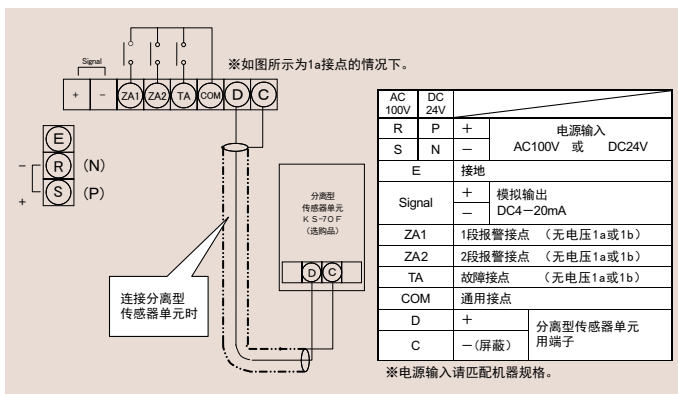 Signal
※如图所示为1a接点的情况下。
+ - ZA1 ZA2 TA COM D C
E
- R (N)
+ S (P)
分离型
传感器单元
KS-70F
(选购品)
D C
连接分离型
传感器单元时
AC 100V DC 24V
R P + 电源输入
S N - AC100V 或 DC24V
E 接地
Signal + 模拟输出
- DC4-20mA
ZA1 1段报警接点 (无电压1a或1b)
ZA2 2段报警接点 (无电压1a或1b)
TA 故障接点 (无电压1a或1b)
COM 通用接点
D + 分离型传感器单元
C -(屏蔽) 用端子
※电源输入请匹配机器规格。